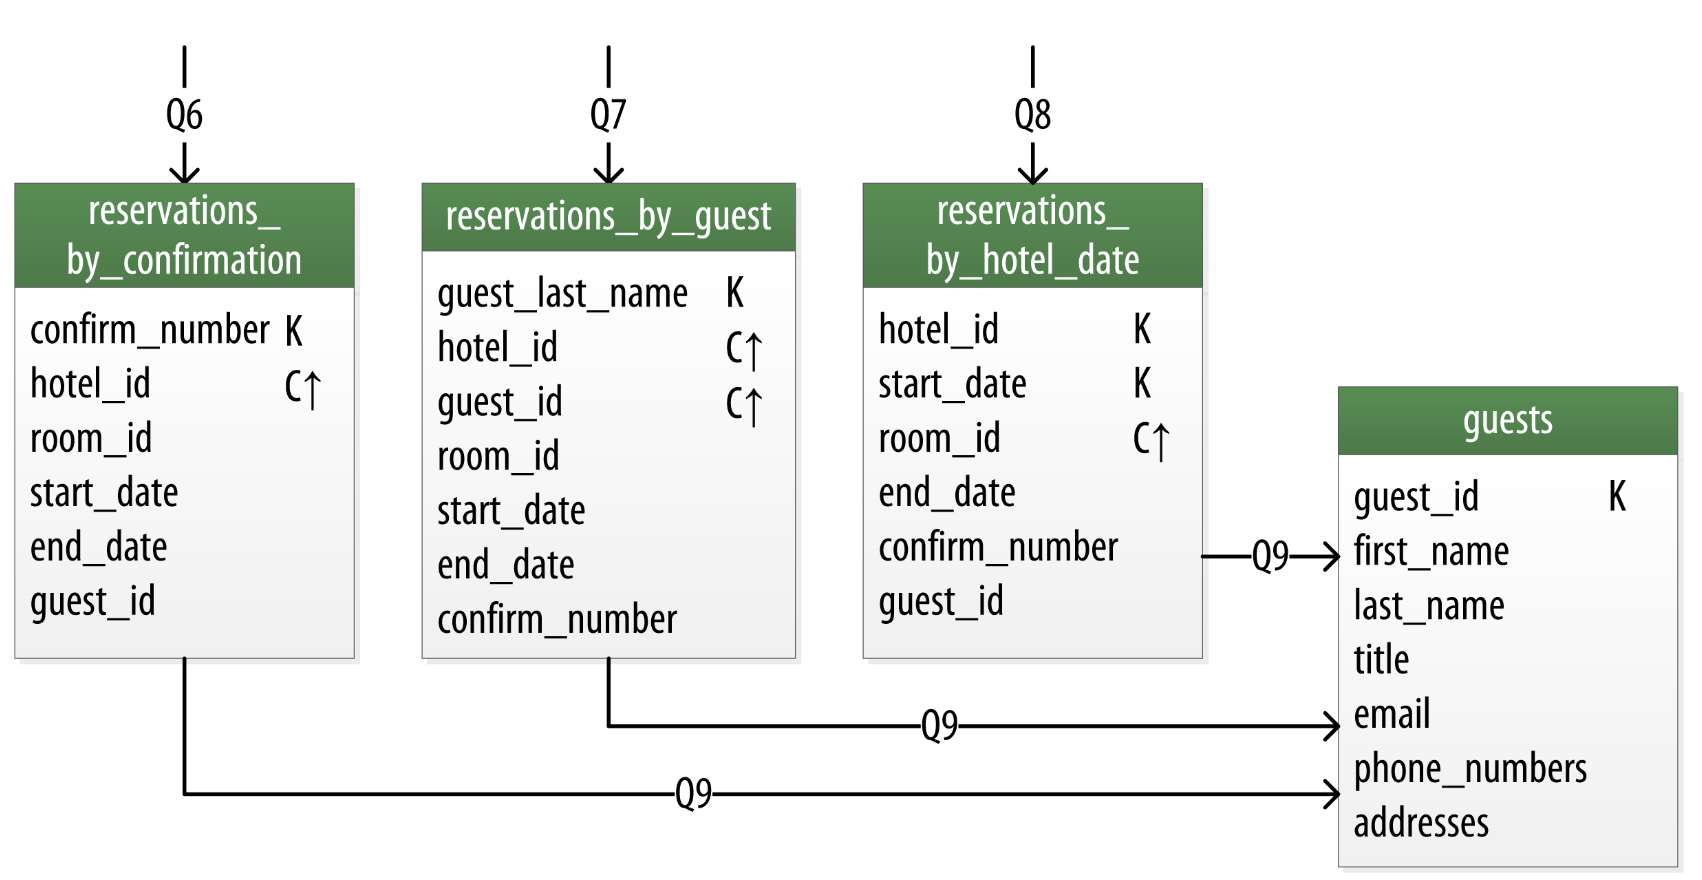 Q6
Q7
Q8
reservations_
by_confirmation
confirm_number K
hotel_id C↑
room_id
start_date
end_date
guest_id
reservations_by_guest
guest_last_name K
hotel_id C↑
guest_id C↑
room_id
start_date
end_date
confirm_number
reservations_
by_hotel_date
hotel_id K
start_date K
room_id C↑
end_date
confirm_number
guest_id
Q9
Q9
Q9
guests
guest_id K
first_name
last_name
title
email
phone_numbers
addresses